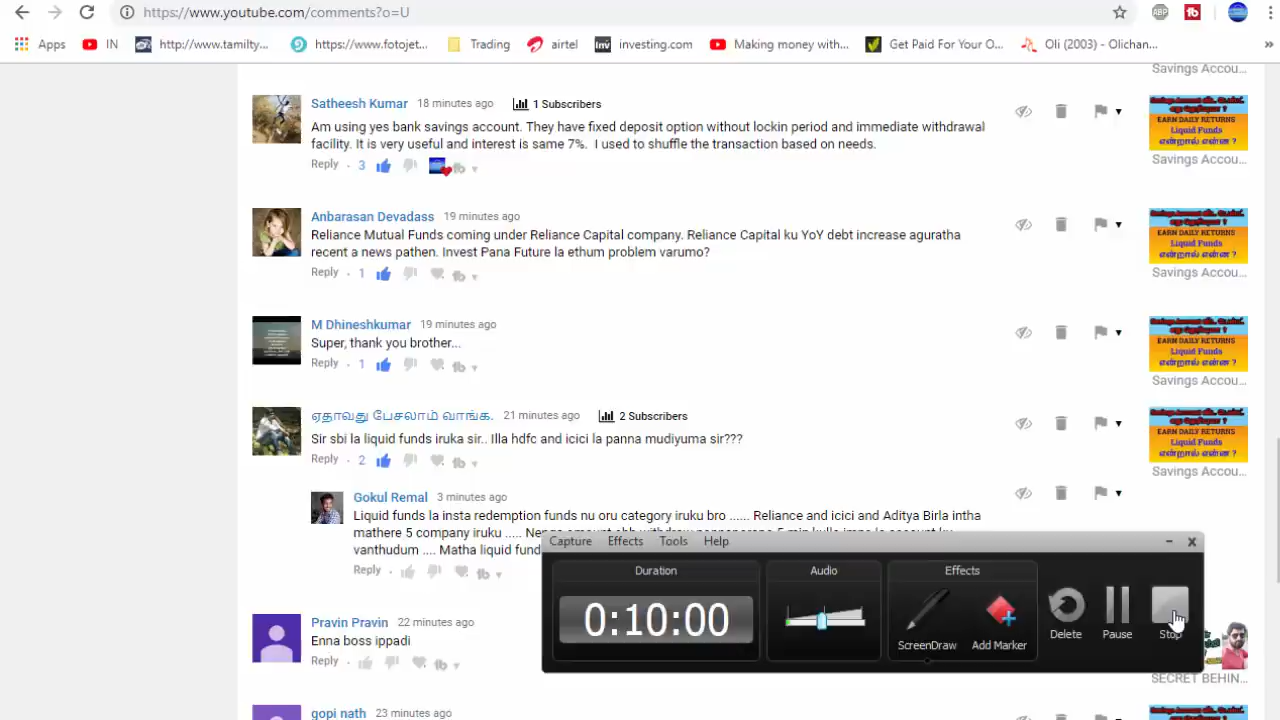 https://www.youtube.com/comments?o=U
ABP
Apps IN http://www.tamilty... https://www.fotojet... Trading airtel Inv investing.com Making money with... Get Paid For Your O... Oli (2003) - Olichan... »
Savings Accou...
Satheesh Kumar 18 minutes ago 1 Subscribers
Am using yes bank savings account. They have fixed deposit option without lockin period and immediate withdrawal
facility. It is very useful and interest is same 7%. I used to shuffle the transaction based on needs.
Reply · 3
EARN DAILY RETURNS
Liquid Funds
என்றால் என்ன ?
Savings Accou...
Anbarasan Devadass 19 minutes ago
Reliance Mutual Funds coming under Reliance Capital company. Reliance Capital ku YoY debt increase aguratha
recent a news pathen. Invest Pana Future la ethum problem varumo?
Reply · 1
EARN DAILY RETURNS
Liquid Funds
என்றால் என்ன ?
Savings Accou...
M Dhineshkumar 19 minutes ago
Super, thank you brother...
Reply · 1
EARN DAILY RETURNS
Liquid Funds
என்றால் என்ன ?
Savings Accou...
ஏதாவது பேசலாம் வாங்க. 21 minutes ago 2 Subscribers
Sir sbi la liquid funds iruka sir.. Illa hdfc and icici la panna mudiyuma sir???
Reply · 2
EARN DAILY RETURNS
Liquid Funds
என்றால் என்ன ?
Savings Accou...
Gokul Remal 3 minutes ago
Liquid funds la insta redemption funds nu oru category iruku bro ...... Reliance and icici and Aditya Birla intha
mathere 5 company iruku .....
vanthudum .... Matha liquid fund
Reply ·
Capture Effects Tools Help
Duration Audio Effects
0:10:00
ScreenDraw Add Marker Delete Pause Stop
Pravin Pravin 22 minutes ago
Enna boss ippadi
Reply ·
SECRET BEHIN...
gopi nath 23 minutes ago